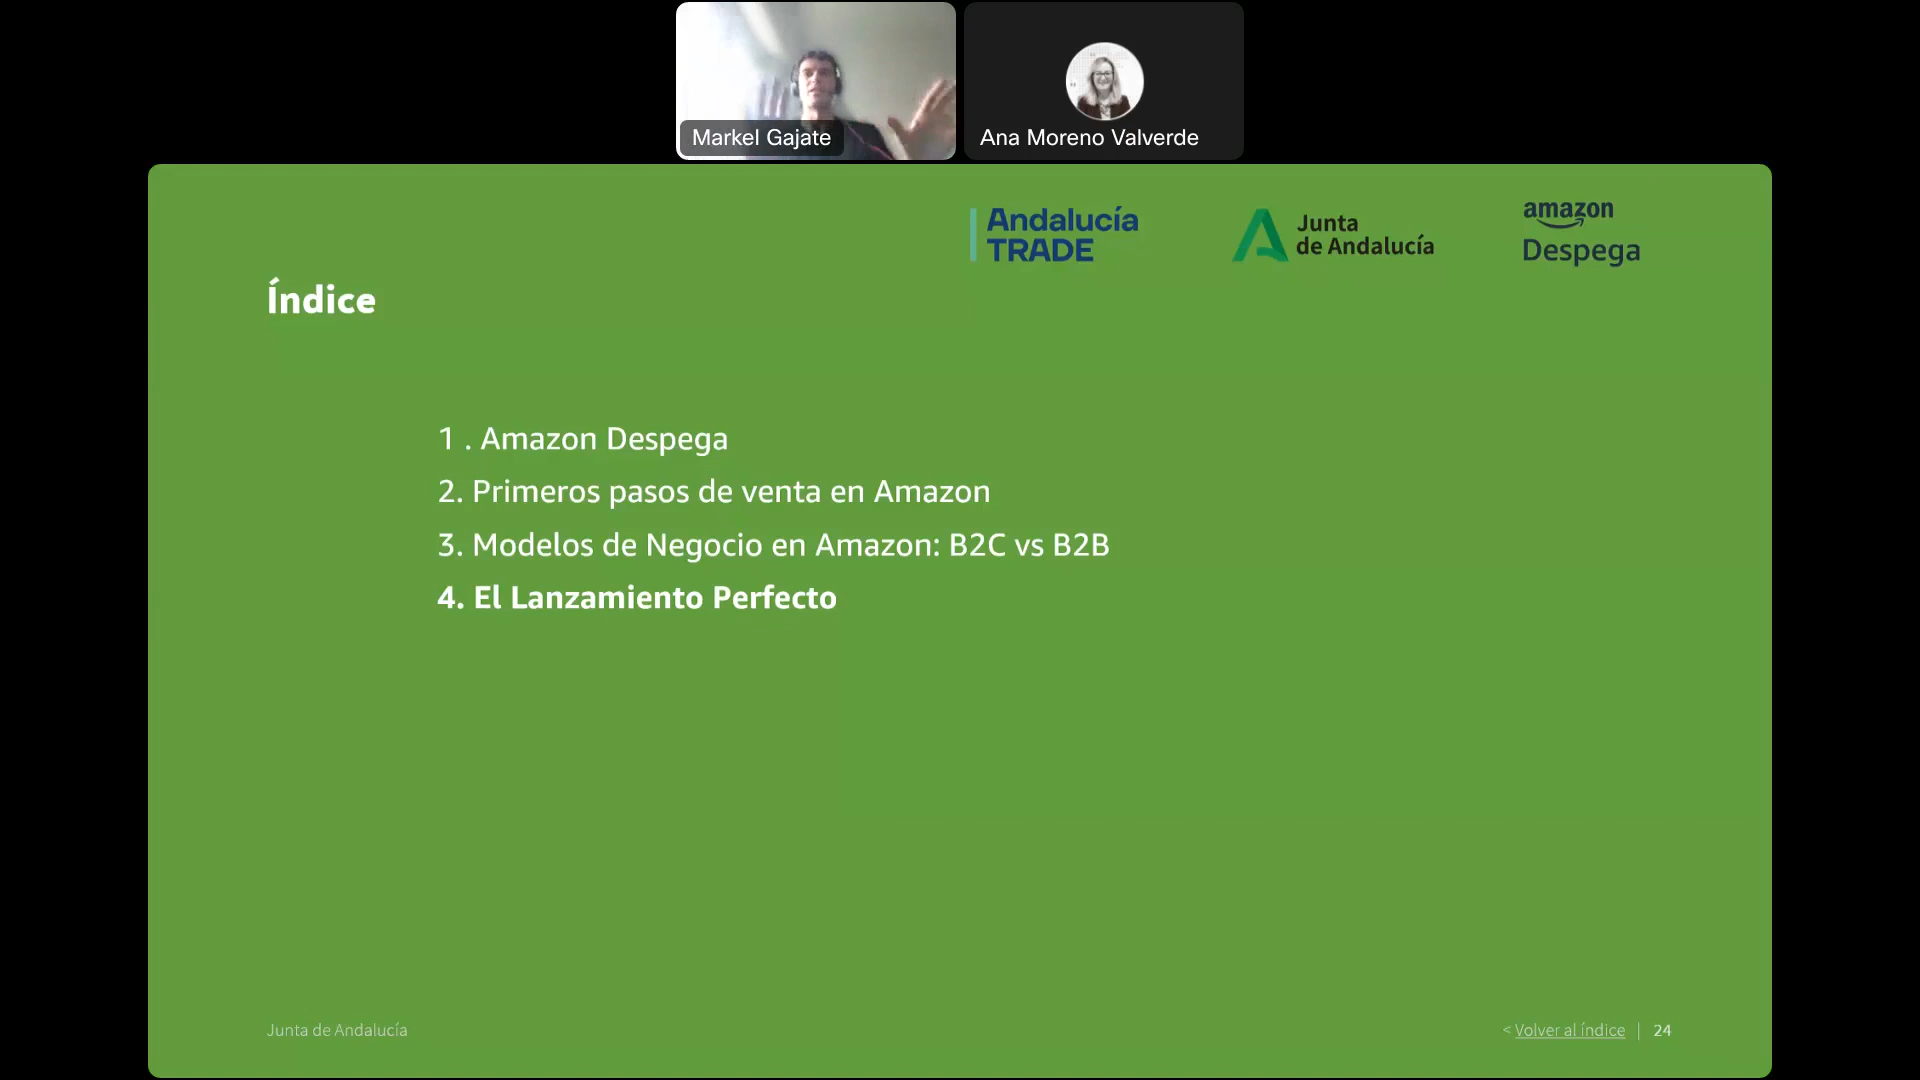 Markel Gajate
Ana Moreno Valverde
Andalucía
TRADE
Junta
de Andalucía
amazon
Despega
Índice
1 . Amazon Despega
2. Primeros pasos de venta en Amazon
3. Modelos de Negocio en Amazon: B2C vs B2B
4. El Lanzamiento Perfecto
Junta de Andalucía
< Volver al índice | 24